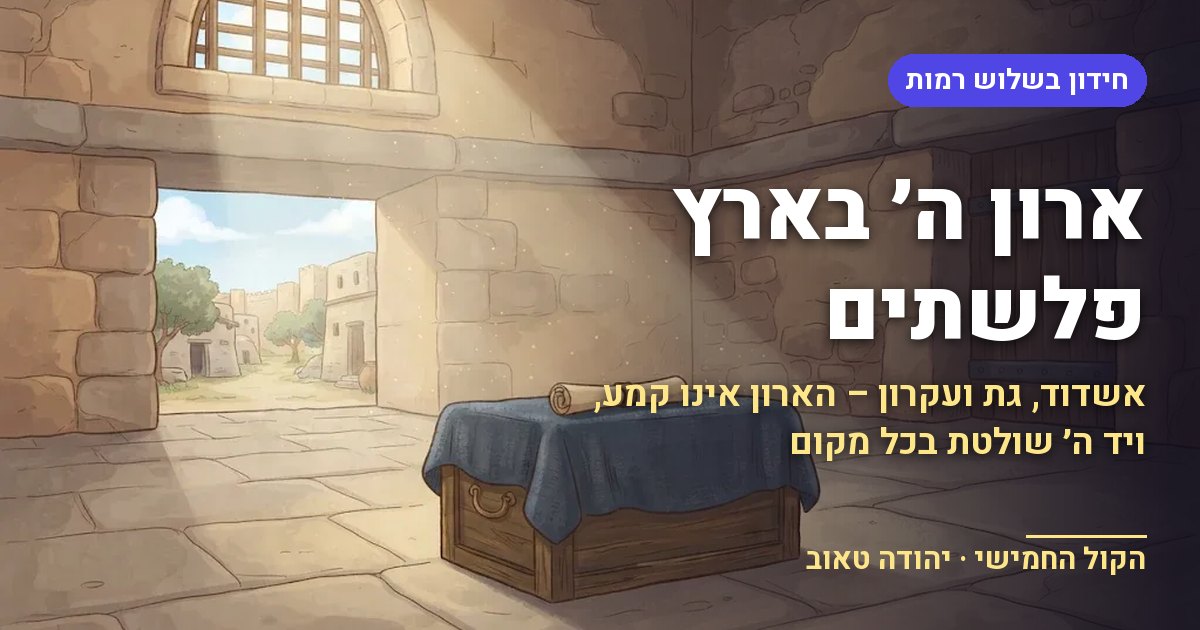 חידון בשלוש רמות
ארון ה׳ בארץ
פלשתים
אשדוד, גת ועקרון – הארון אינו קמע,
ויד ה׳ שולטת בכל מקום
הקול החמישי · יהודה טאוב